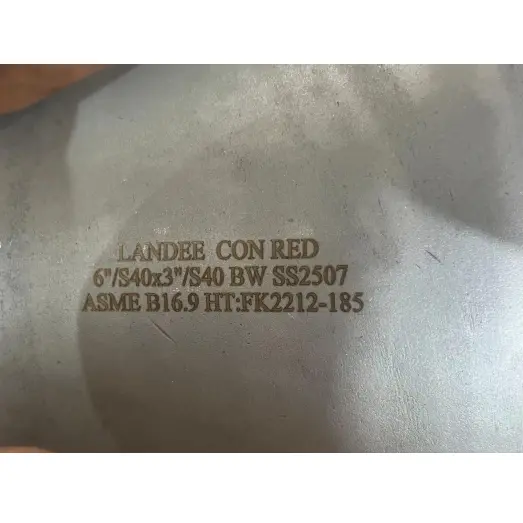 LANDEE CON RED
6"/S40x3"/S40 BW SS2507
ASME B16.9 HT:FK2212-185